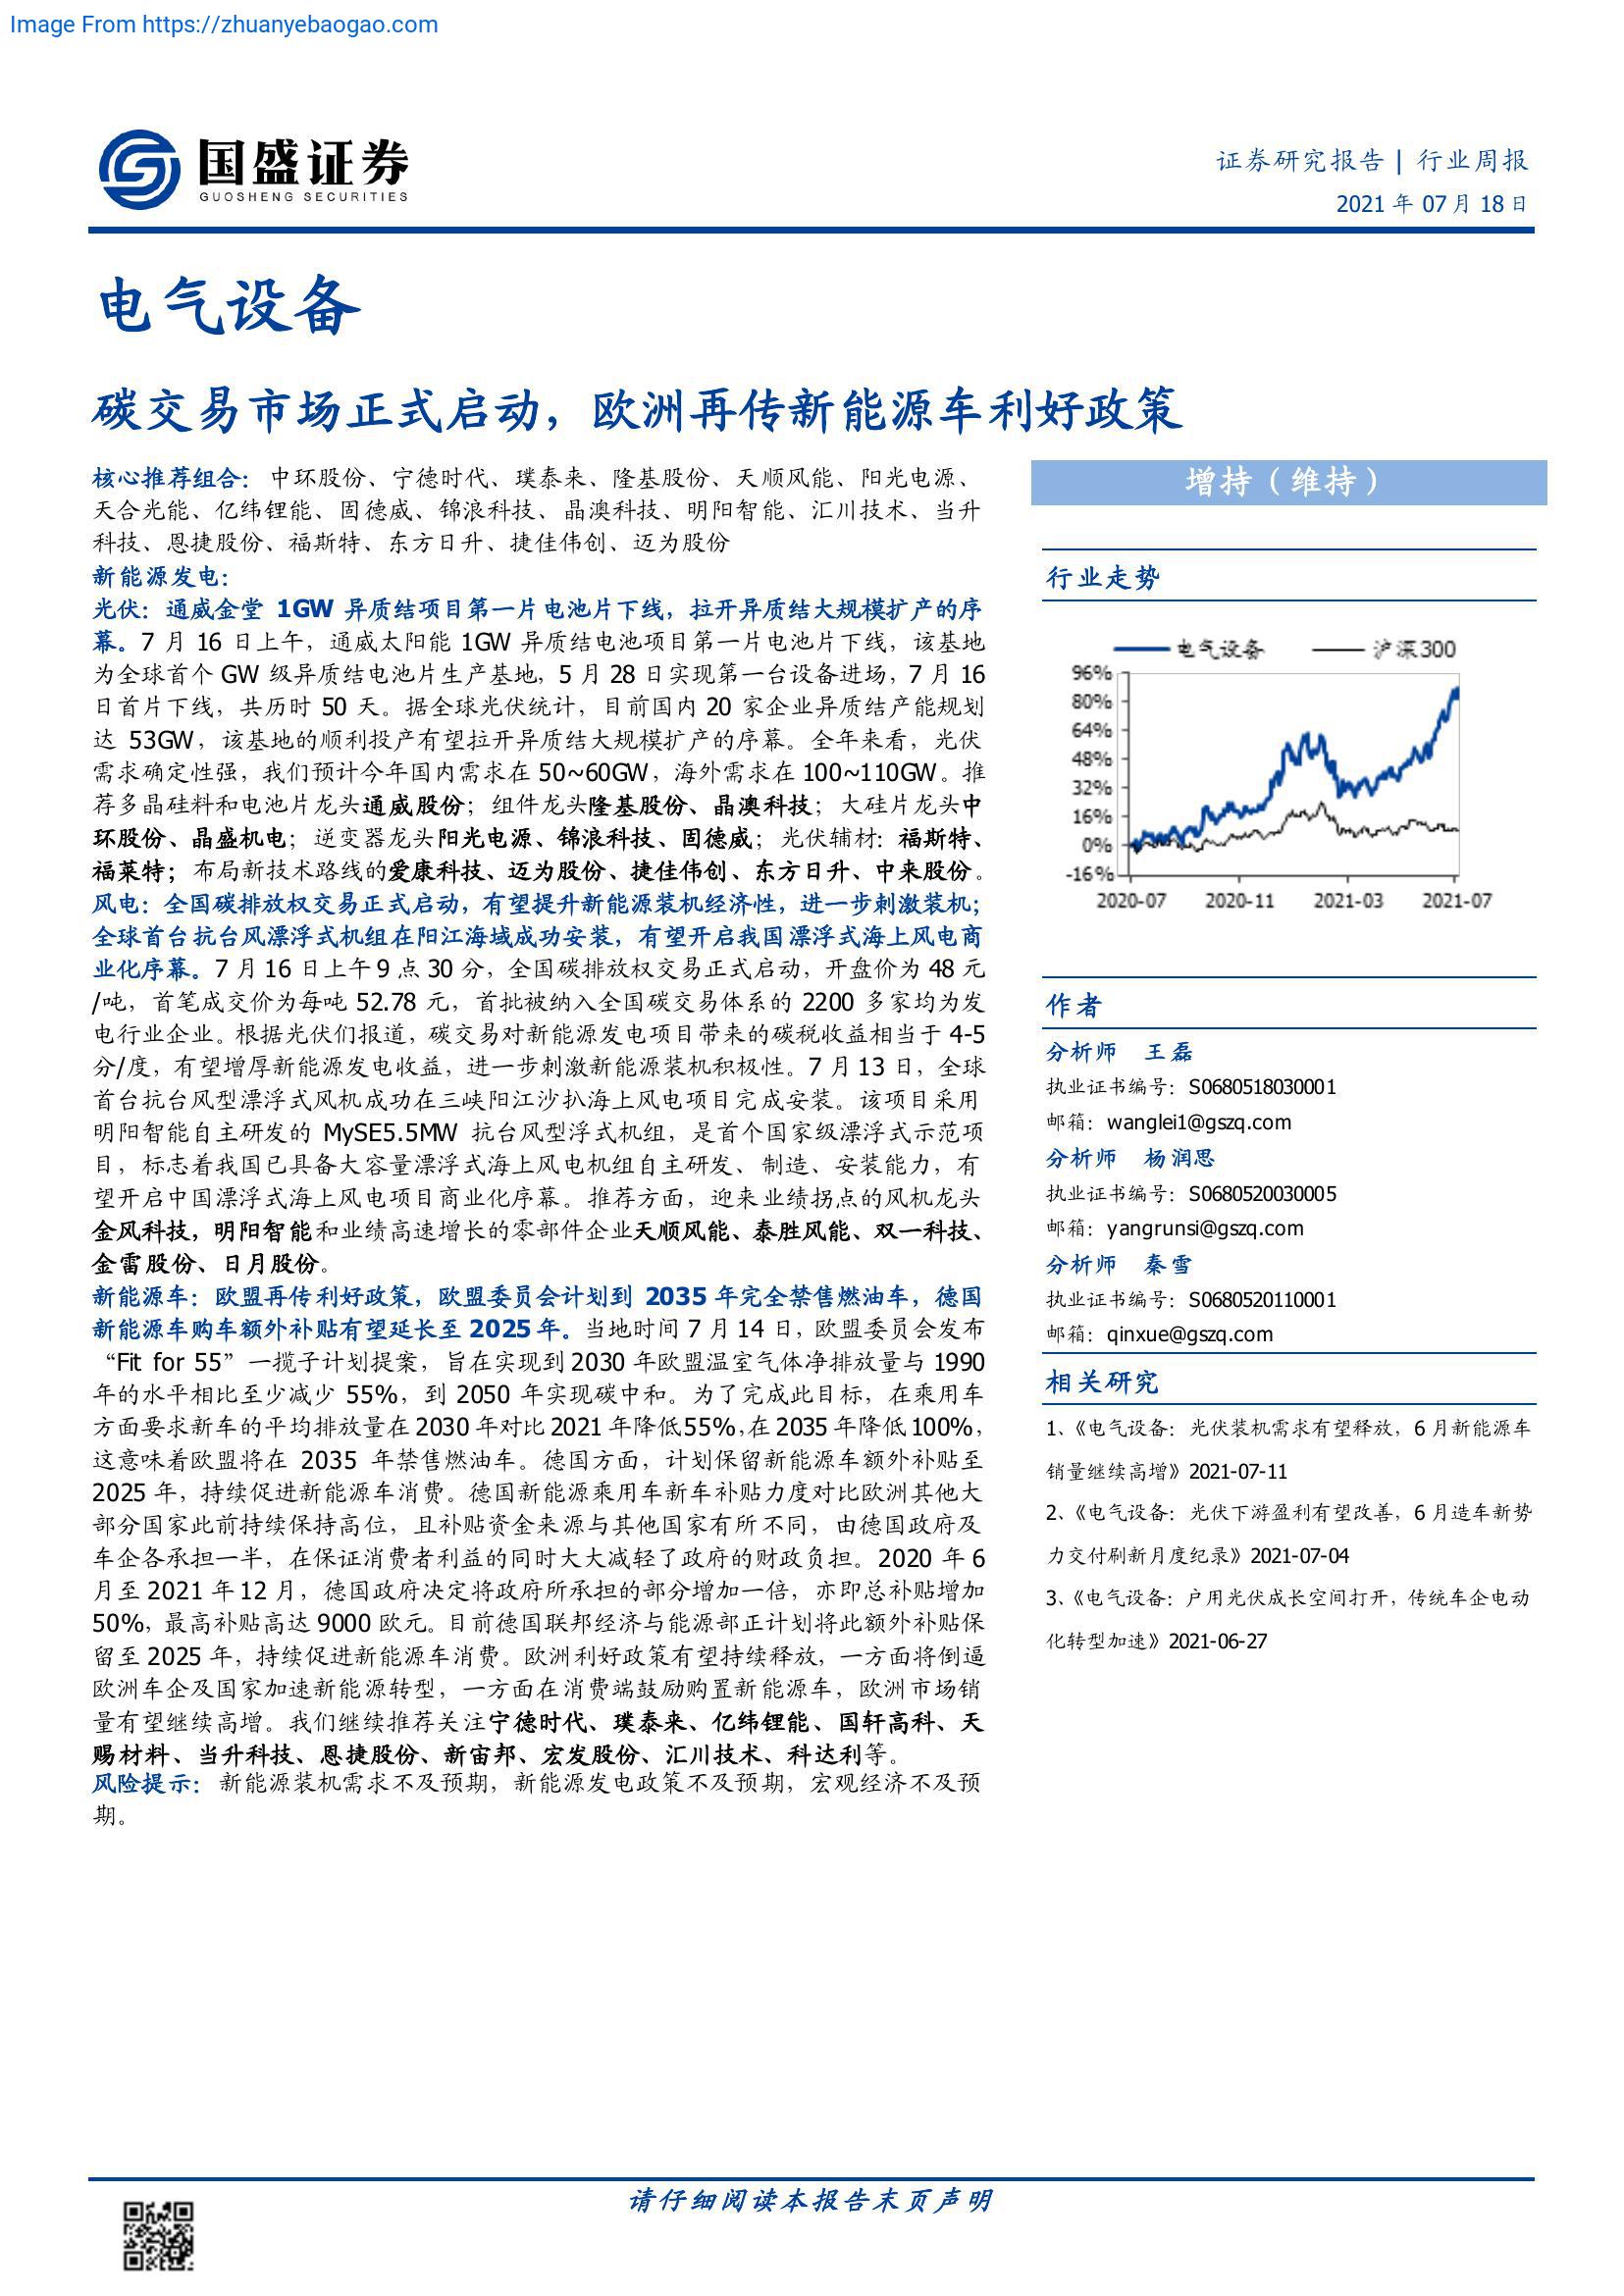 Image From https://zhuanyebaogao.com
国盛证券
GUOSHENG SECURITIES
证券研究报告 | 行业周报
2021 年 07 月 18 日
电气设备
碳交易市场正式启动，欧洲再传新能源车利好政策
核心推荐组合：中环股份、宁德时代、璞泰来、隆基股份、天顺风能、阳光电源、
天合光能、亿纬锂能、固德威、锦浪科技、晶澳科技、明阳智能、汇川技术、当升
科技、恩捷股份、福斯特、东方日升、捷佳伟创、迈为股份
新能源发电：
光伏：通威金堂 1GW 异质结项目第一片电池片下线，拉开异质结大规模扩产的序
幕。7 月 16 日上午，通威太阳能 1GW 异质结电池项目第一片电池片下线，该基地
为全球首个 GW 级异质结电池片生产基地，5 月 28 日实现第一台设备进场，7 月 16
日首片下线，共历时 50 天。据全球光伏统计，目前国内 20 家企业异质结产能规划
达 53GW，该基地的顺利投产有望拉开异质结大规模扩产的序幕。全年来看，光伏
需求确定性强，我们预计今年国内需求在 50~60GW，海外需求在 100~110GW。推
荐多晶硅料和电池片龙头通威股份；组件龙头隆基股份、晶澳科技；大硅片龙头中
环股份、晶盛机电；逆变器龙头阳光电源、锦浪科技、固德威；光伏辅材：福斯特、
福莱特；布局新技术路线的爱康科技、迈为股份、捷佳伟创、东方日升、中来股份。
风电：全国碳排放权交易正式启动，有望提升新能源装机经济性，进一步刺激装机；
全球首台抗台风漂浮式机组在阳江海域成功安装，有望开启我国漂浮式海上风电商
业化序幕。7 月 16 日上午 9 点 30 分，全国碳排放权交易正式启动，开盘价为 48 元
/吨，首笔成交价为每吨 52.78 元，首批被纳入全国碳交易体系的 2200 多家均为发
电行业企业。根据光伏们报道，碳交易对新能源发电项目带来的碳税收益相当于 4-5
分/度，有望增厚新能源发电收益，进一步刺激新能源装机积极性。7 月 13 日，全球
首台抗台风型漂浮式风机成功在三峡阳江沙扒海上风电项目完成安装。该项目采用
明阳智能自主研发的 MySE5.5MW 抗台风型浮式机组，是首个国家级漂浮式示范项
目，标志着我国已具备大容量漂浮式海上风电机组自主研发、制造、安装能力，有
望开启中国漂浮式海上风电项目商业化序幕。推荐方面，迎来业绩拐点的风机龙头
金风科技，明阳智能和业绩高速增长的零部件企业天顺风能、泰胜风能、双一科技、
金雷股份、日月股份。
新能源车：欧盟再传利好政策，欧盟委员会计划到 2035 年完全禁售燃油车，德国
新能源车购车额外补贴有望延长至 2025 年。当地时间 7 月 14 日，欧盟委员会发布
“Fit for 55”一揽子计划提案，旨在实现到 2030 年欧盟温室气体净排放量与 1990
年的水平相比至少减少 55%，到 2050 年实现碳中和。为了完成此目标，在乘用车
方面要求新车的平均排放量在 2030 年对比 2021 年降低 55%，在 2035 年降低 100%，
这意味着欧盟将在 2035 年禁售燃油车。德国方面，计划保留新能源车额外补贴至
2025 年，持续促进新能源车消费。德国新能源乘用车新车补贴力度对比欧洲其他大
部分国家此前持续保持高位，且补贴资金来源与其他国家有所不同，由德国政府及
车企各承担一半，在保证消费者利益的同时大大减轻了政府的财政负担。2020 年 6
月至 2021 年 12 月，德国政府决定将政府所承担的部分增加一倍，亦即总补贴增加
50%，最高补贴高达 9000 欧元。目前德国联邦经济与能源部正计划将此额外补贴保
留至 2025 年，持续促进新能源车消费。欧洲利好政策有望持续释放，一方面将倒逼
欧洲车企及国家加速新能源转型，一方面在消费端鼓励购置新能源车，欧洲市场销
量有望继续高增。我们继续推荐关注宁德时代、璞泰来、亿纬锂能、国轩高科、天
赐材料、当升科技、恩捷股份、新宙邦、宏发股份、汇川技术、科达利等。
风险提示：新能源装机需求不及预期，新能源发电政策不及预期，宏观经济不及预
期。
增持（维持）
行业走势
电气设备 沪深300
96%
80%
64%
48%
32%
16%
0%
-16%
2020-07 2020-11 2021-03 2021-07
作者
分析师 王磊
执业证书编号：S0680518030001
邮箱：wanglei1@gszq.com
分析师 杨润思
执业证书编号：S0680520030005
邮箱：yangrunsi@gszq.com
分析师 秦雪
执业证书编号：S0680520110001
邮箱：qinxue@gszq.com
相关研究
1、《电气设备：光伏装机需求有望释放，6 月新能源车
销量继续高增》2021-07-11
2、《电气设备：光伏下游盈利有望改善，6 月造车新势
力交付刷新月度纪录》2021-07-04
3、《电气设备：户用光伏成长空间打开，传统车企电动
化转型加速》2021-06-27
请仔细阅读本报告末页声明